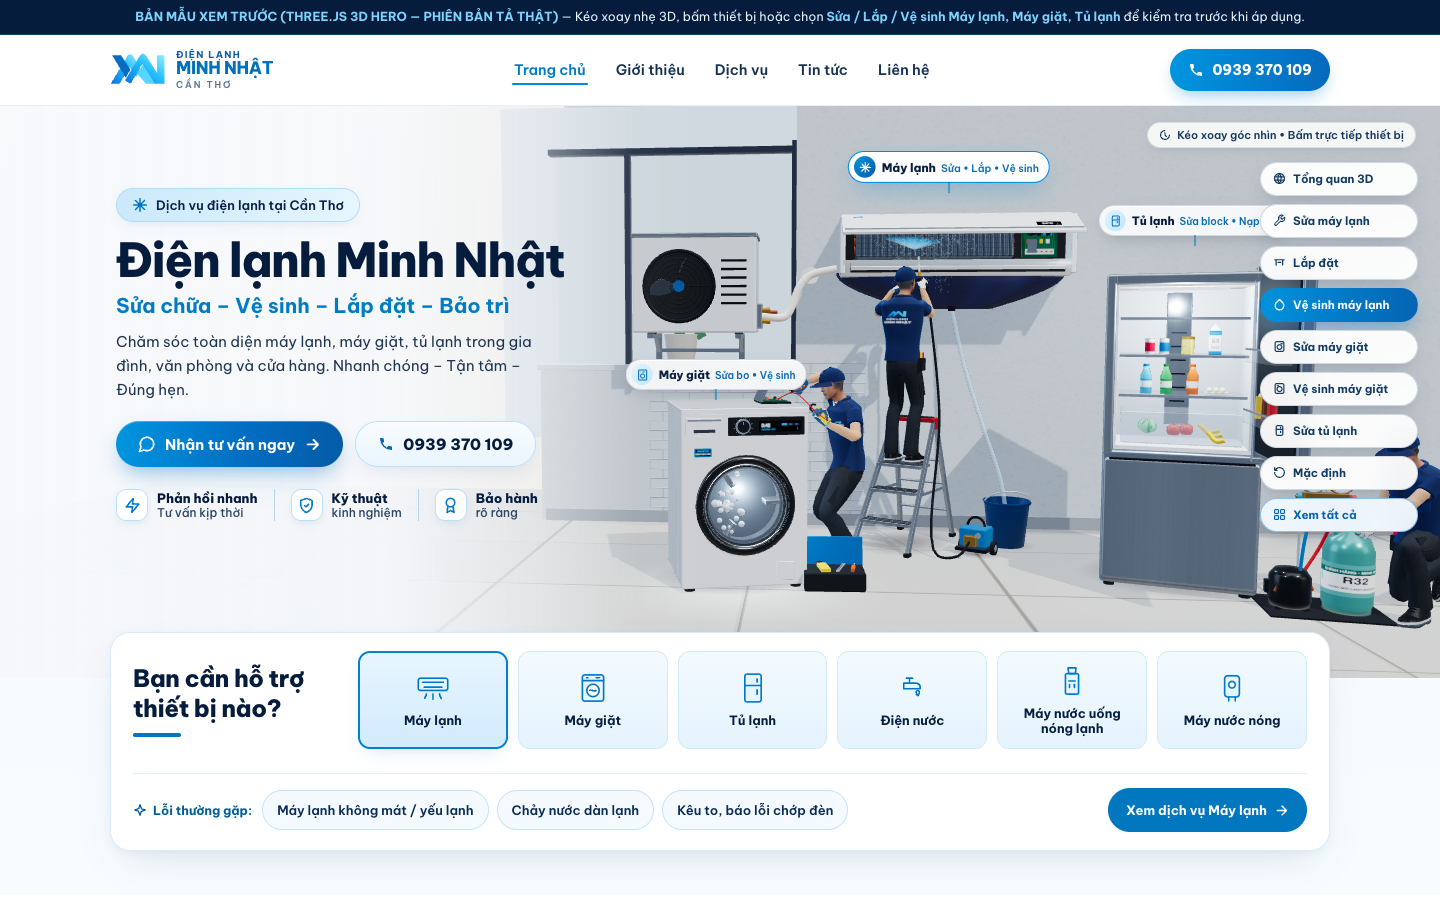 BẢN MẪU XEM TRƯỚC (THREE.JS 3D HERO — PHIÊN BẢN TẢ THẬT) — Kéo xoay nhẹ 3D, bấm thiết bị hoặc chọn Sửa / Lắp / Vệ sinh Máy lạnh, Máy giặt, Tủ lạnh để kiểm tra trước khi áp dụng.
ĐIỆN LẠNH
MINH NHẬT
CẦN THƠ
Trang chủ
Giới thiệu
Dịch vụ
Tin tức
Liên hệ
0939 370 109
Kéo xoay góc nhìn • Bấm trực tiếp thiết bị
Dịch vụ điện lạnh tại Cần Thơ
Điện lạnh Minh Nhật
Sửa chữa – Vệ sinh – Lắp đặt – Bảo trì
Chăm sóc toàn diện máy lạnh, máy giặt, tủ lạnh trong gia
đình, văn phòng và cửa hàng. Nhanh chóng – Tận tâm –
Đúng hẹn.
Nhận tư vấn ngay
0939 370 109
Phản hồi nhanh
Tư vấn kịp thời
Kỹ thuật
kinh nghiệm
Bảo hành
rõ ràng
Máy lạnh Sửa • Lắp • Vệ sinh
Tủ lạnh Sửa block • Nạp
Máy giặt Sửa bo • Vệ sinh
ĐIỆN LẠNH
MINH NHẬT
R32
Tổng quan 3D
Sửa máy lạnh
Lắp đặt
Vệ sinh máy lạnh
Sửa máy giặt
Vệ sinh máy giặt
Sửa tủ lạnh
Mặc định
Xem tất cả
Bạn cần hỗ trợ
thiết bị nào?
Máy lạnh
Máy giặt
Tủ lạnh
Điện nước
Máy nước uống
nóng lạnh
Máy nước nóng
Lỗi thường gặp:
Máy lạnh không mát / yếu lạnh
Chảy nước dàn lạnh
Kêu to, báo lỗi chớp đèn
Xem dịch vụ Máy lạnh